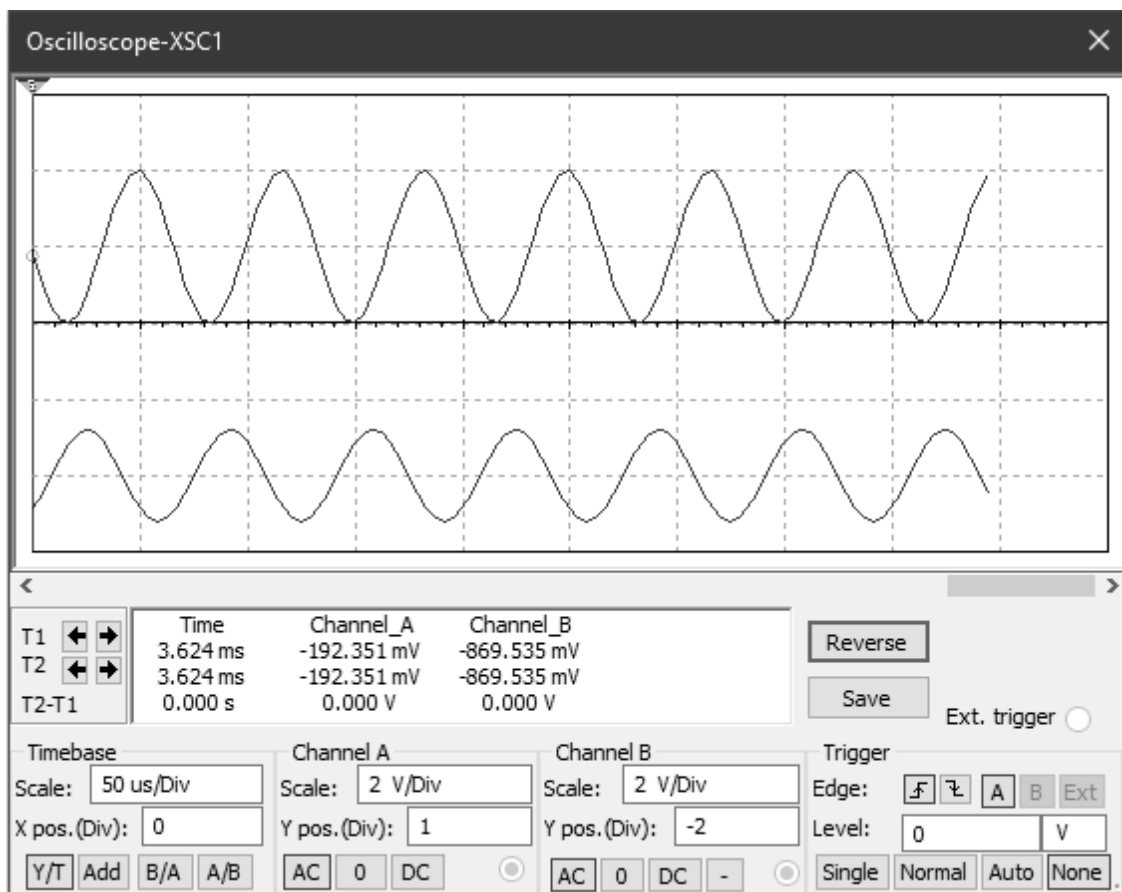 Oscilloscope-XSC1
T1
T2
T2-T1
Time Channel_A Channel_B
3.624 ms -192.351 mV -869.535 mV
3.624 ms -192.351 mV -869.535 mV
0.000 s 0.000 V 0.000 V
Reverse
Save
Ext. trigger
Timebase
Scale: 50 us/Div
X pos.(Div): 0
Y/T Add B/A A/B
Channel A
Scale: 2 V/Div
Y pos.(Div): 1
AC 0 DC
Channel B
Scale: 2 V/Div
Y pos.(Div): -2
AC 0 DC -
Trigger
Edge: A B Ext
Level: 0 V
Single Normal Auto None